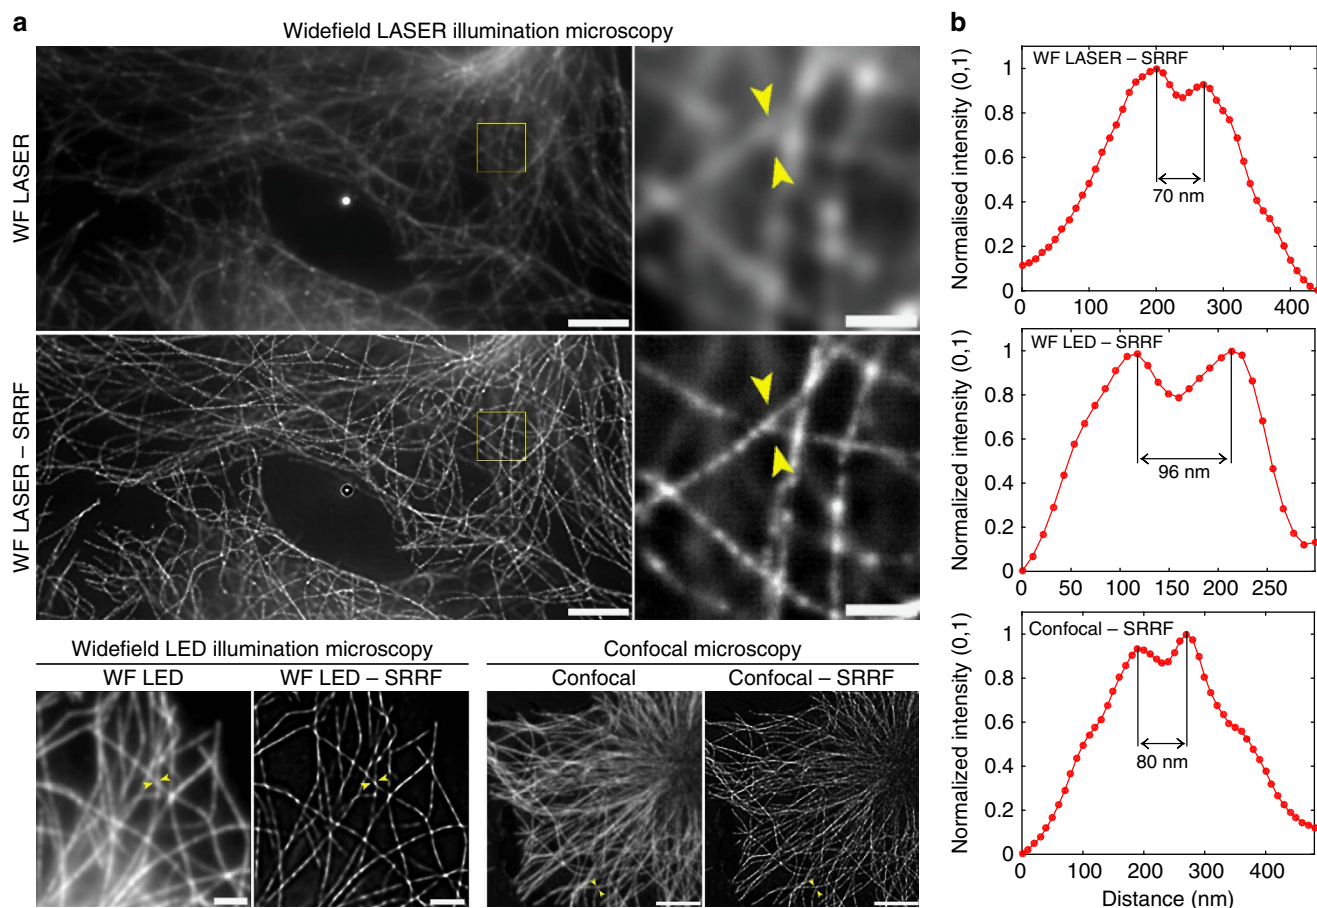 a
Widefield LASER illumination microscopy
WF LASER
WF LASER – SRRF
Widefield LED illumination microscopy
WF LED
WF LED – SRRF
Confocal microscopy
Confocal
Confocal – SRRF
b
WF LASER – SRRF
Normalised intensity (0,1)
1
0.8
0.6
0.4
0.2
0
70 nm
0 100 200 300 400
WF LED – SRRF
Normalized intensity (0,1)
1
0.8
0.6
0.4
0.2
0
96 nm
0 50 100 150 200 250
Confocal – SRRF
Normalized intensity (0,1)
1
0.8
0.6
0.4
0.2
0
80 nm
0 100 200 300 400
Distance (nm)